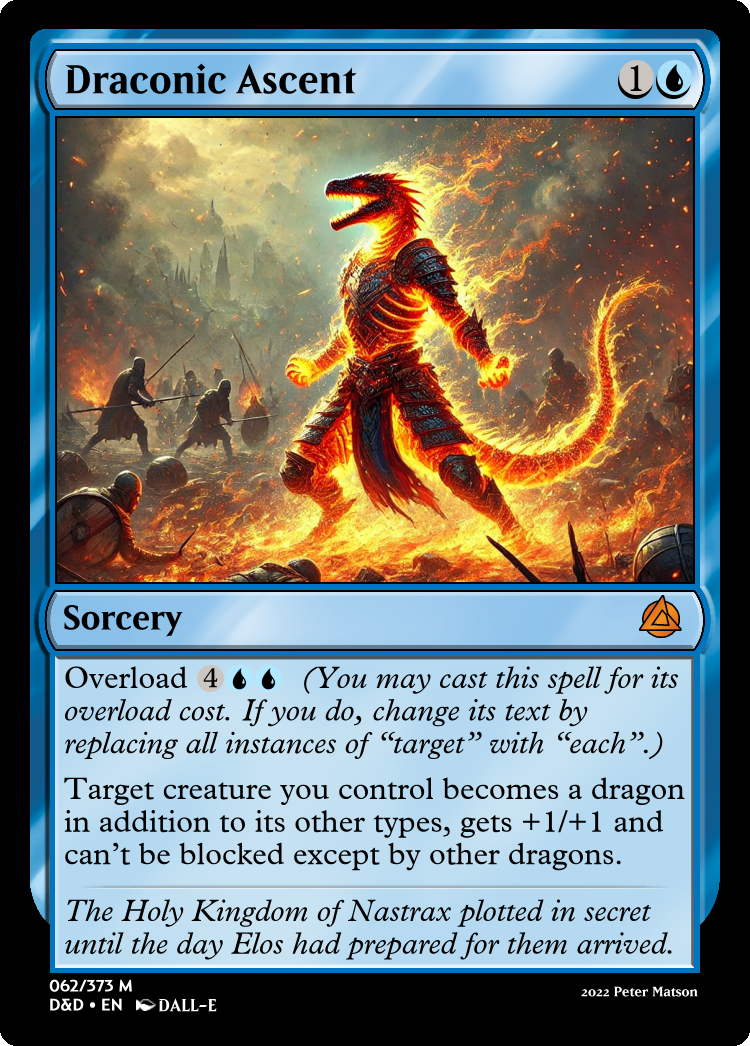 Draconic Ascent 1
Sorcery
Overload 4 (You may cast this spell for its
overload cost. If you do, change its text by
replacing all instances of “target” with “each”.)
Target creature you control becomes a dragon
in addition to its other types, gets +1/+1 and
can’t be blocked except by other dragons.
The Holy Kingdom of Nastrax plotted in secret
until the day Elos had prepared for them arrived.
062/373 M
D&D • EN DALL-E
2022 Peter Matson